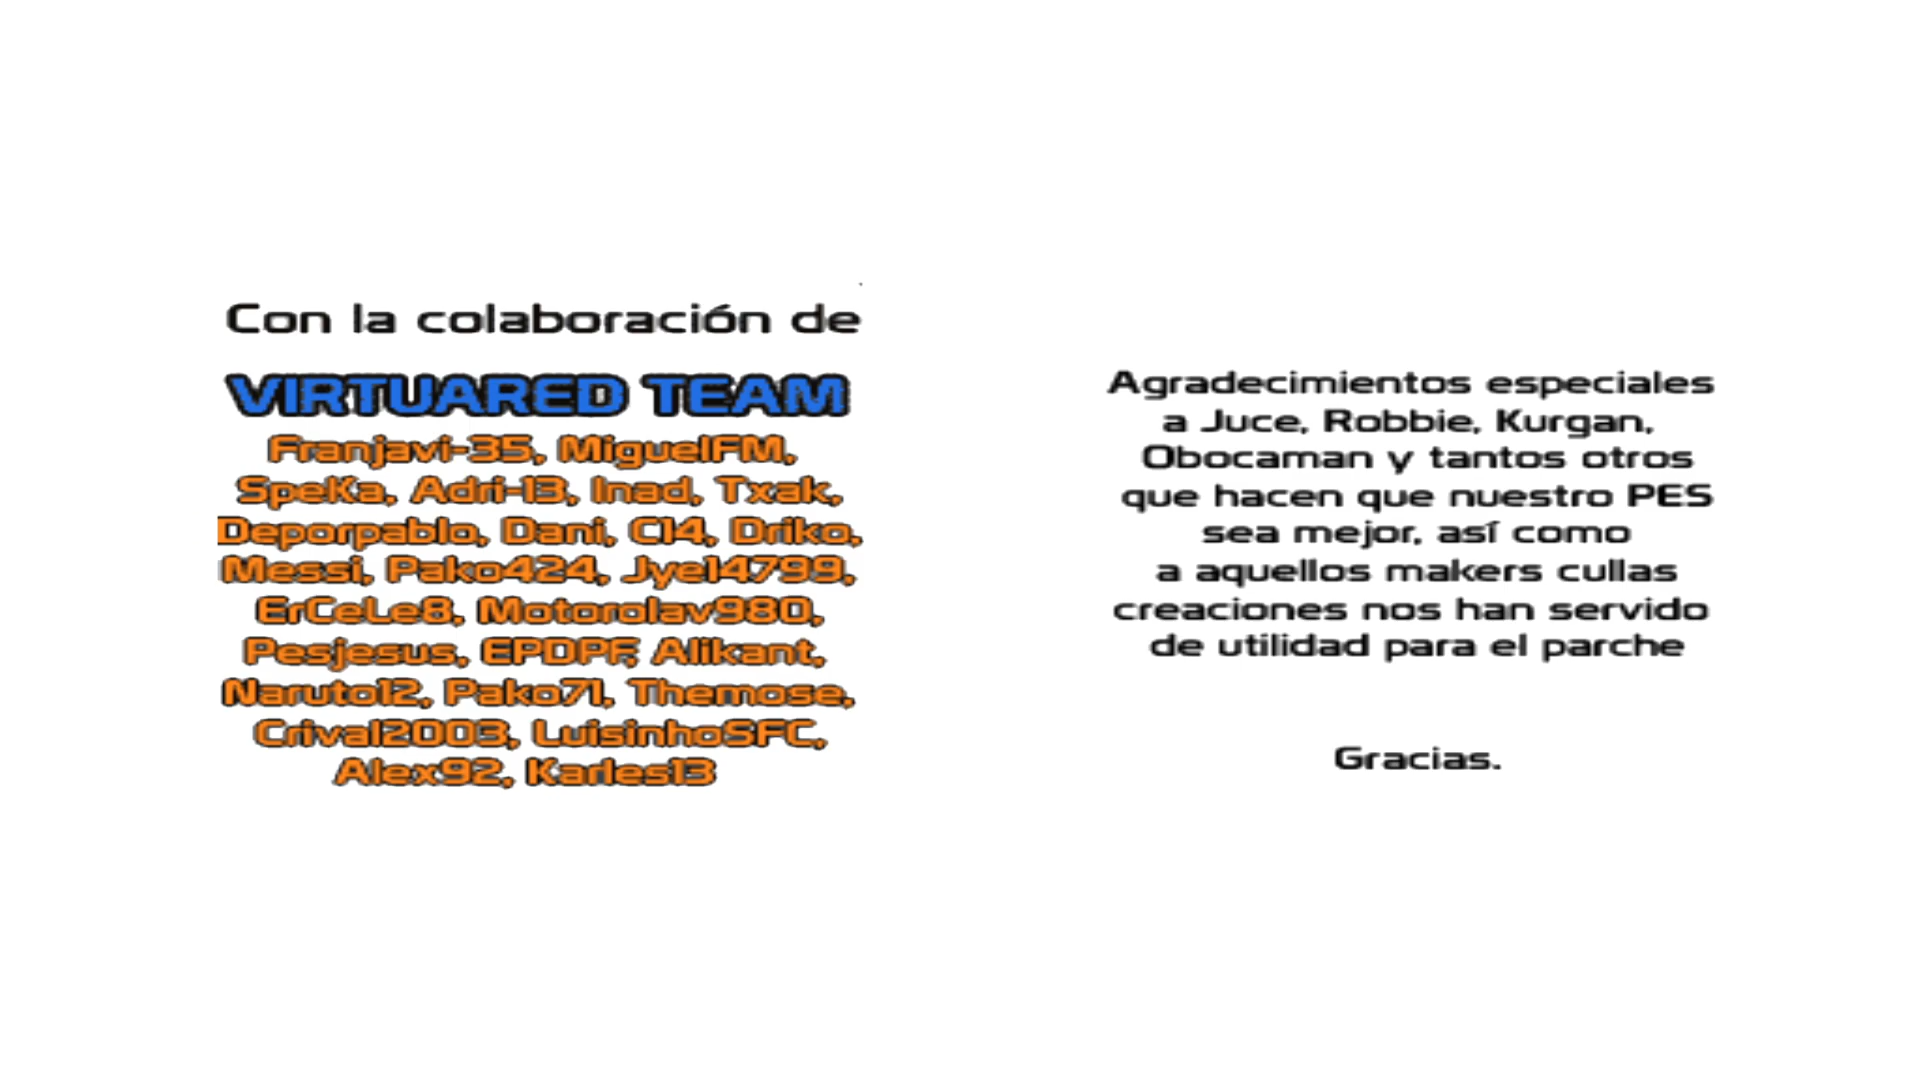 Con la colaboración de
VIRTUARED TEAM
Franjavi-35, MiguelFM,
SpeKa, Adri-13, Inad, Txak,
Deporpablo, Dani, C14, Driko,
Messi, Pako424, Jye14799,
ErCeLe8, Motorolav980,
Pesjesus, EPDPF, Alikant,
Naruto12, Pako71, Themose,
Crival2003, LuisinhoSFC,
Alex92, Karles13
Agradecimientos especiales
a Juce, Robbie, Kurgan,
Obocaman y tantos otros
que hacen que nuestro PES
sea mejor, así como
a aquellos makers cullas
creaciones nos han servido
de utilidad para el parche
Gracias.